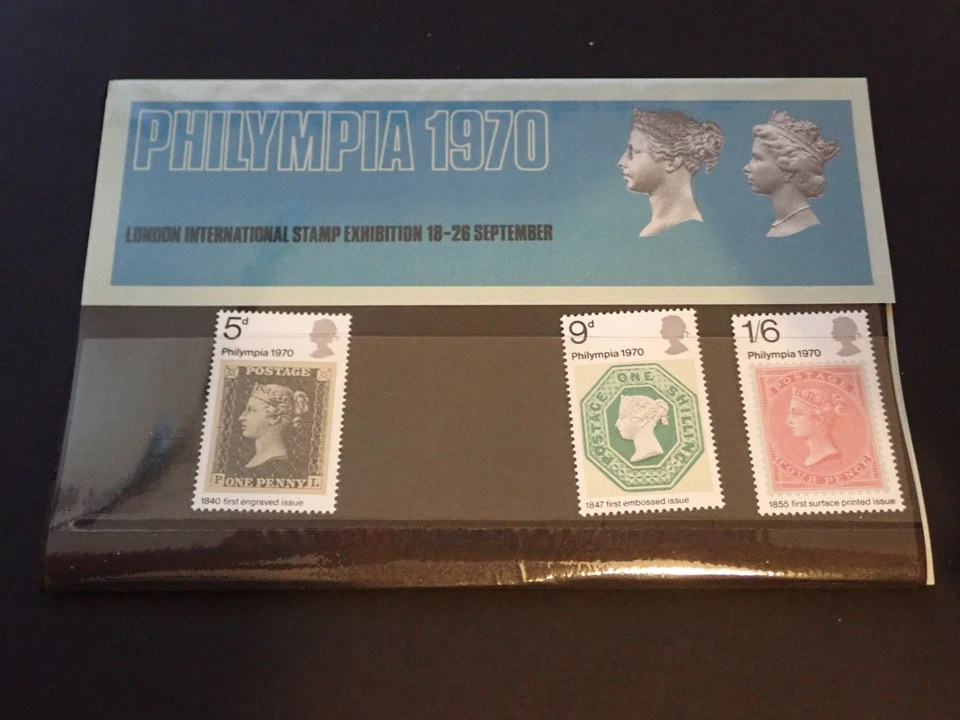 PHILYMPIA 1970
LONDON INTERNATIONAL STAMP EXHIBITION 18-26 SEPTEMBER
5d
Philympia 1970
POSTAGE
P ONE PENNY L
1840 first engraved issue
9d
Philympia 1970
POSTAGE ONE SHILLING
1847 first embossed issue
1/6
Philympia 1970
POSTAGE
FOUR PENCE
1855 first surface printed issue